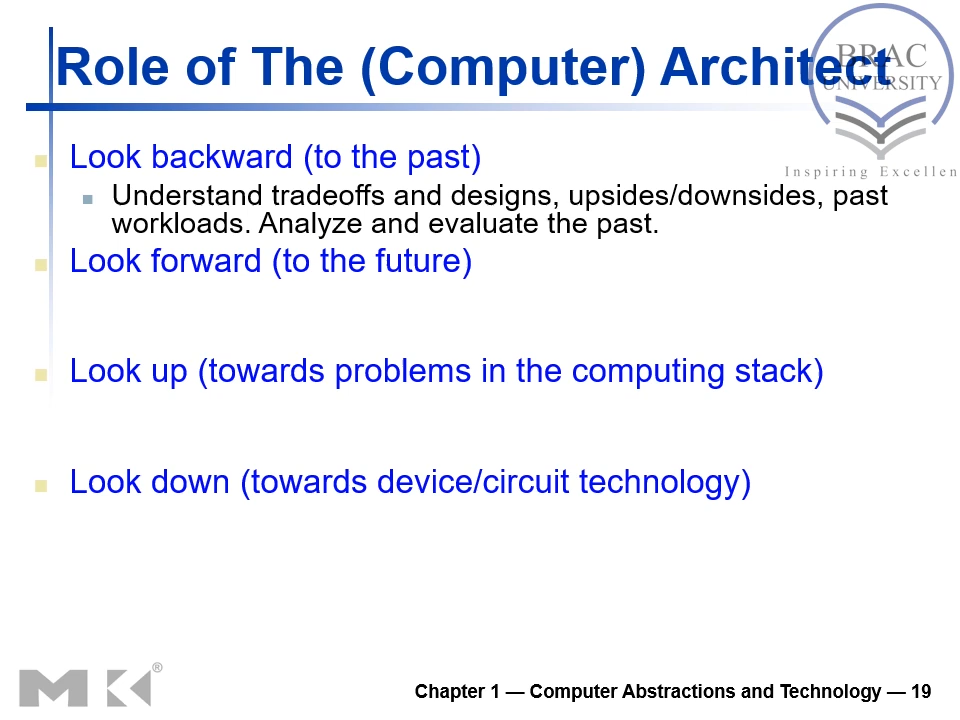 Role of The (Computer) Architect
BRAC
UNIVERSITY
Inspiring Excellen
Look backward (to the past)
Understand tradeoffs and designs, upsides/downsides, past
workloads. Analyze and evaluate the past.
Look forward (to the future)
Look up (towards problems in the computing stack)
Look down (towards device/circuit technology)
MK®
Chapter 1 — Computer Abstractions and Technology — 19